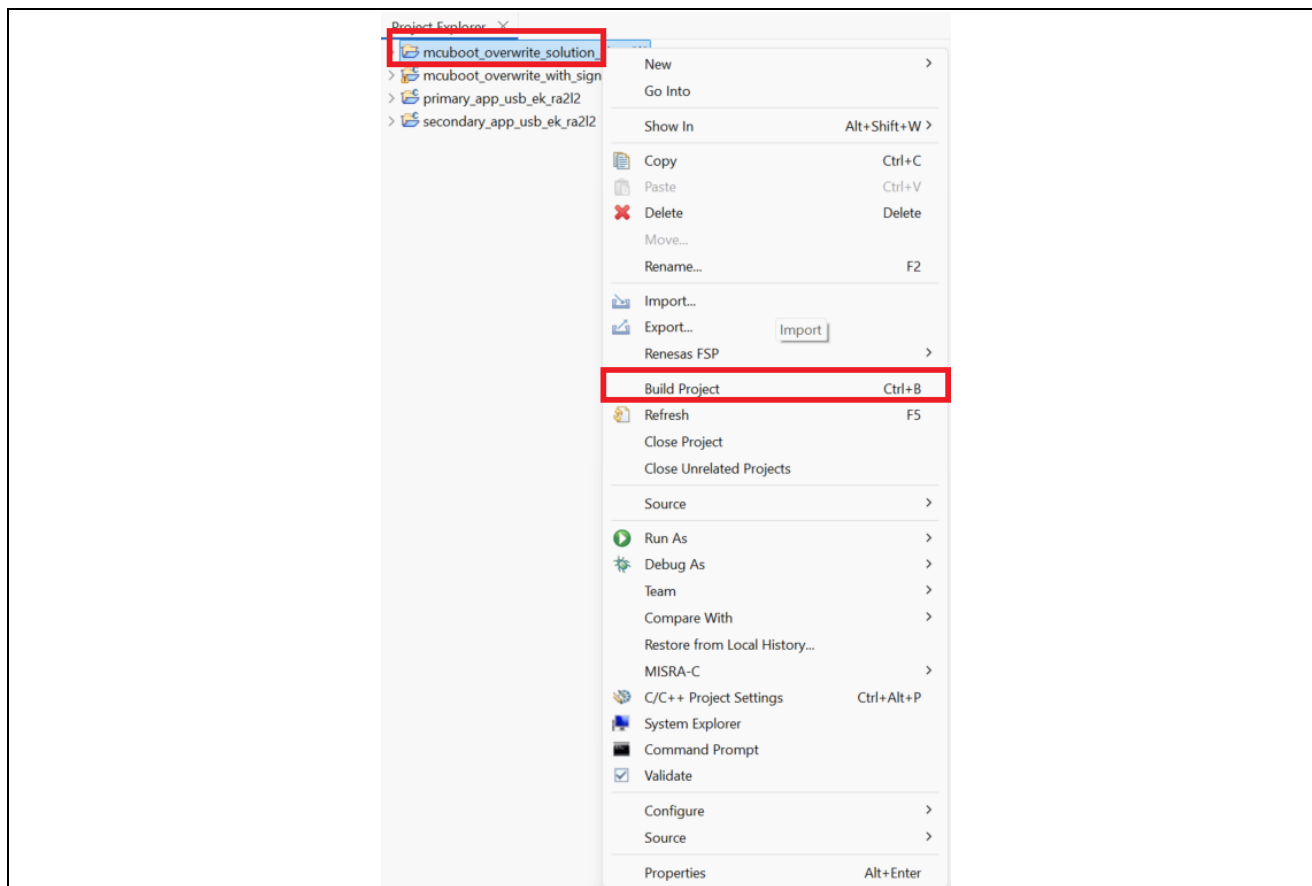 Project Explorer
mcuboot_overwrite_solution_
mcuboot_overwrite_with_sign
primary_app_usb_ek_ra2l2
secondary_app_usb_ek_ra2l2
New
Go Into
Show In Alt+Shift+W
Copy Ctrl+C
Paste Ctrl+V
Delete Delete
Move...
Rename... F2
Import...
Export...
Import
Renesas FSP
Build Project Ctrl+B
Refresh F5
Close Project
Close Unrelated Projects
Source
Run As
Debug As
Team
Compare With
Restore from Local History...
MISRA-C
C/C++ Project Settings Ctrl+Alt+P
System Explorer
Command Prompt
Validate
Configure
Source
Properties Alt+Enter